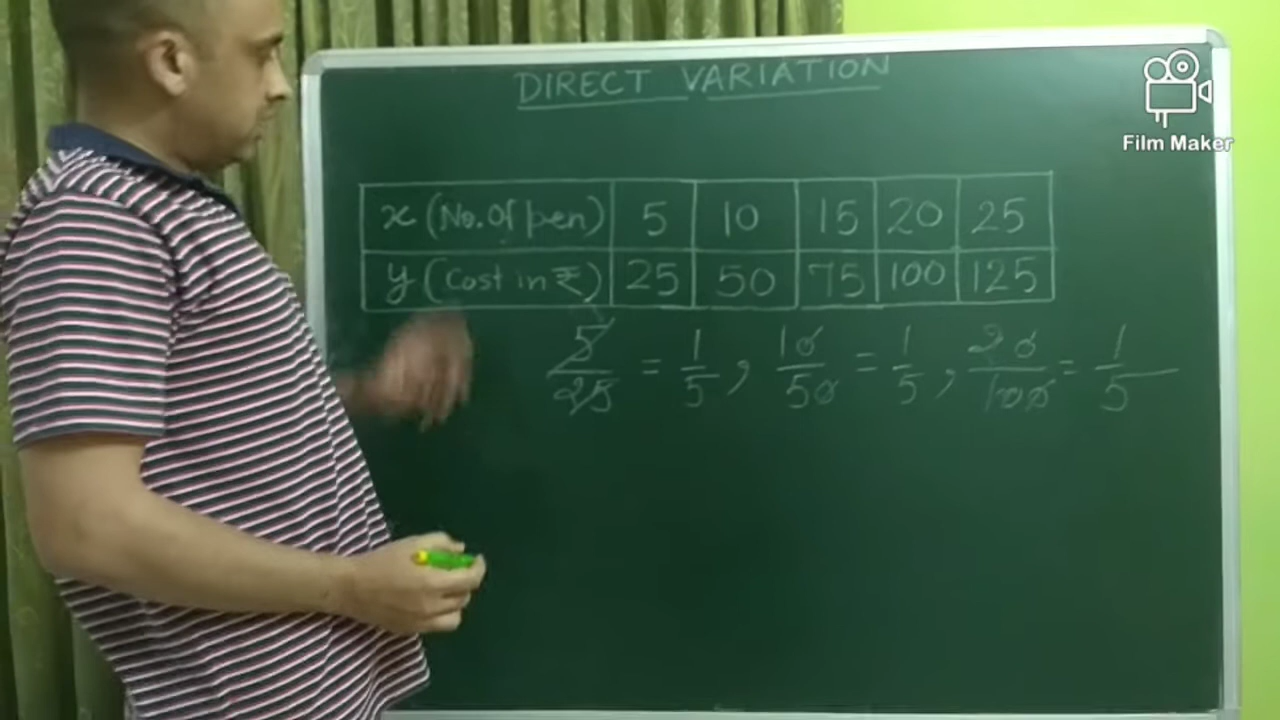 DIRECT VARIATION
Film Maker
x (No. Of pen) 5 10 15 20 25
y (Cost in ₹) 25 50 75 100 125
5/25 = 1/5, 10/50 = 1/5, 20/100 = 1/5